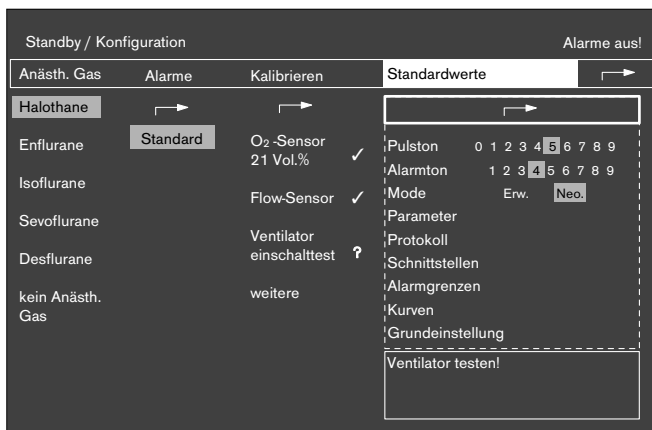 Standby / Konfiguration
Alarme aus!
Anästh. Gas
Alarme
Kalibrieren
Standardwerte
Halothane
Enflurane
Isoflurane
Sevoflurane
Desflurane
kein Anästh.
Gas
Standard
O2-Sensor
21 Vol.% ✓
Flow-Sensor ✓
Ventilator
einschalttest ?
weitere
Pulston 0 1 2 3 4 5 6 7 8 9
Alarmton 1 2 3 4 5 6 7 8 9
Mode Erw. Neo.
Parameter
Protokoll
Schnittstellen
Alarmgrenzen
Kurven
Grundeinstellung
Ventilator testen!